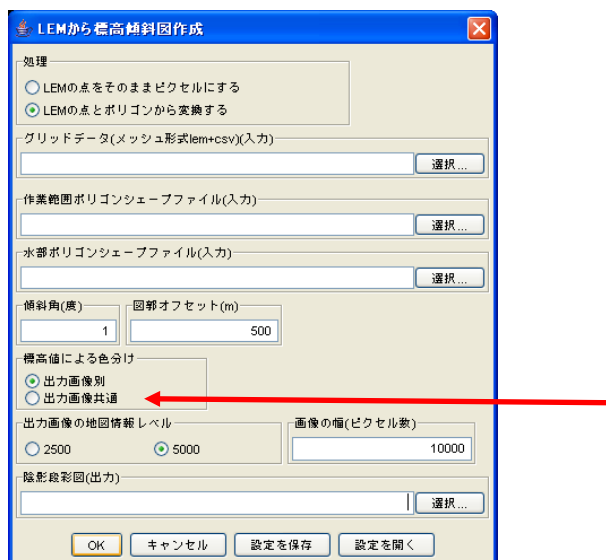 LEMから標高傾斜図作成
処理
LEMの点をそのままピクセルにする
LEMの点とポリゴンから変換する
グリッドデータ(メッシュ形式lem+csv)(入力)
選択...
作業範囲ポリゴンシェープファイル(入力)
選択...
水部ポリゴンシェープファイル(入力)
選択...
傾斜角(度) 図郭オフセット(m)
1 500
標高値による色分け
出力画像別
出力画像共通
出力画像の地図情報レベル 画像の幅(ピクセル数)
2500 5000 10000
陰影段彩図(出力)
選択...
OK キャンセル 設定を保存 設定を開く